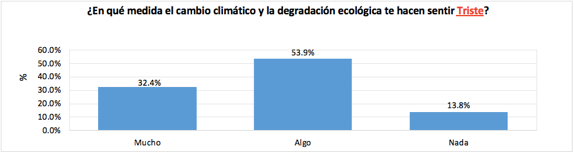 ¿En qué medida el cambio climático y la degradación ecológica te hacen sentir Triste?
60.0%
50.0%
40.0%
30.0%
20.0%
10.0%
0.0%
%
32.4%
53.9%
13.8%
Mucho
Algo
Nada